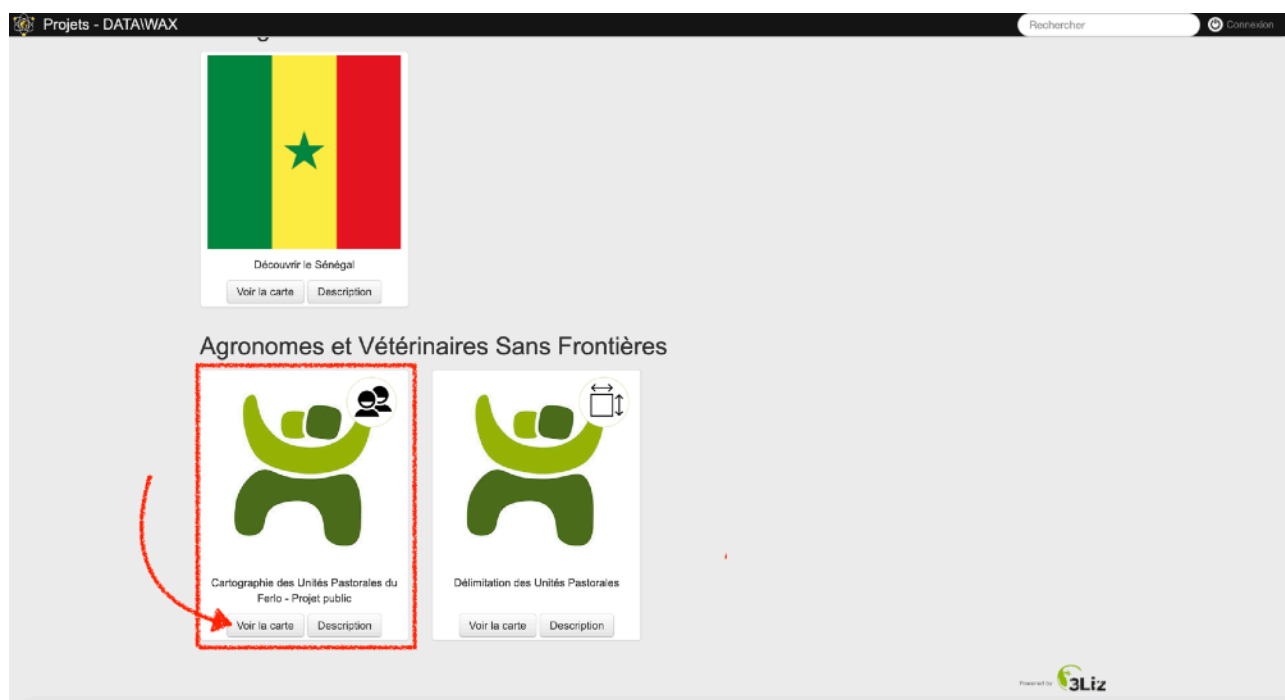 Projets - DATA\WAX
Rechercher
Connexion
Découvrir le Sénégal
Voir la carte
Description
Agronomes et Vétérinaires Sans Frontières
Cartographie des Unités Pastorales du
Ferlo - Projet public
Voir la carte
Description
Délimitation des Unités Pastorales
Voir la carte
Description
Powered by
3Liz